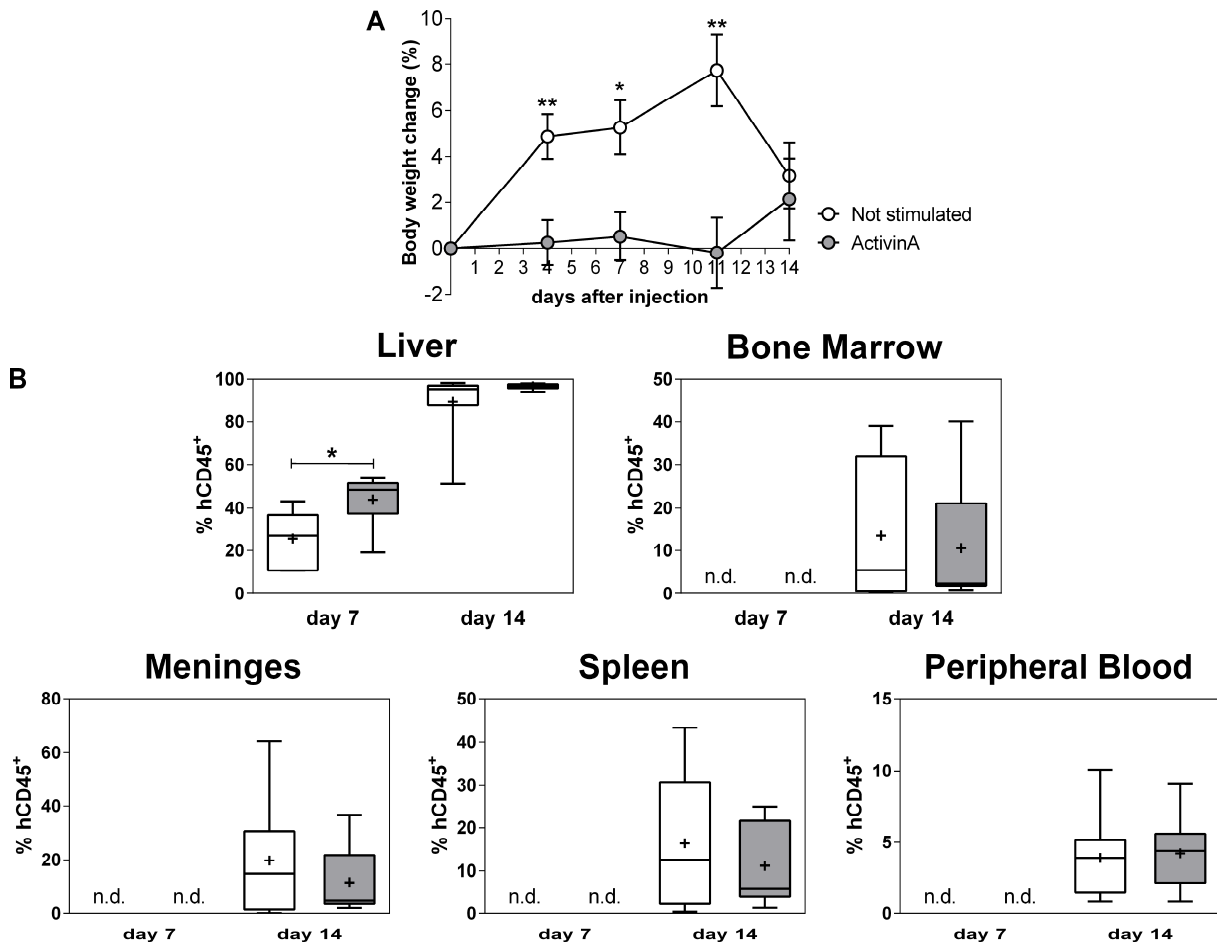 A
Body weight change (%)
10
8
6
4
2
0
-2
** * **
1 2 3 4 5 6 7 8 9 10 11 12 13 14
days after injection
Not stimulated
ActivinA
B
Liver
% hCD45+
100
80
60
40
20
0
*
day 7 day 14
Bone Marrow
% hCD45+
50
40
30
20
10
0
n.d. n.d.
day 7 day 14
Meninges
% hCD45+
80
60
40
20
0
n.d. n.d.
day 7 day 14
Spleen
% hCD45+
50
40
30
20
10
0
n.d. n.d.
day 7 day 14
Peripheral Blood
% hCD45+
15
10
5
0
n.d. n.d.
day 7 day 14